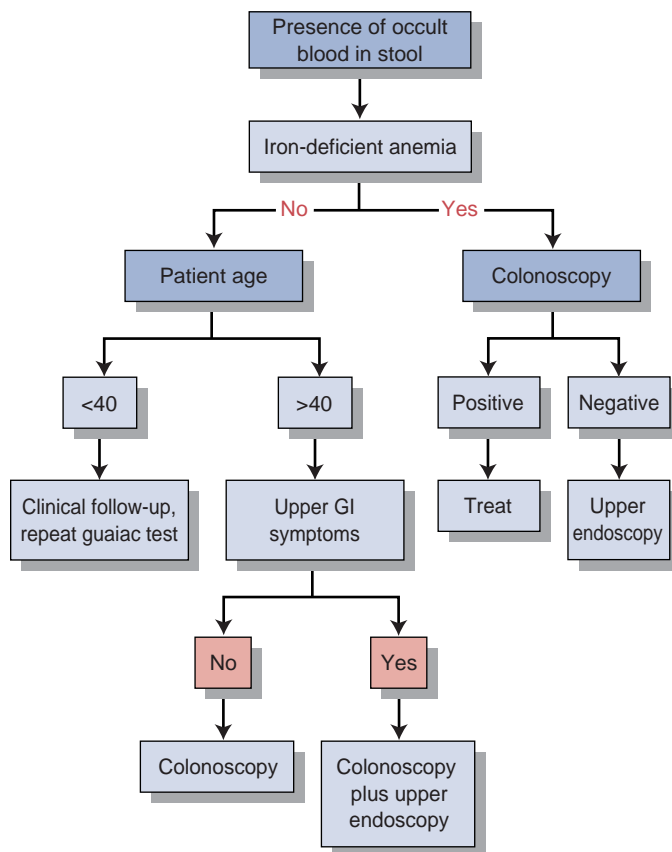 Presence of occult
blood in stool
Iron-deficient anemia
No
Yes
Patient age
Colonoscopy
<40
>40
Positive
Negative
Clinical follow-up,
repeat guaiac test
Upper GI
symptoms
Treat
Upper
endoscopy
No
Yes
Colonoscopy
Colonoscopy
plus upper
endoscopy